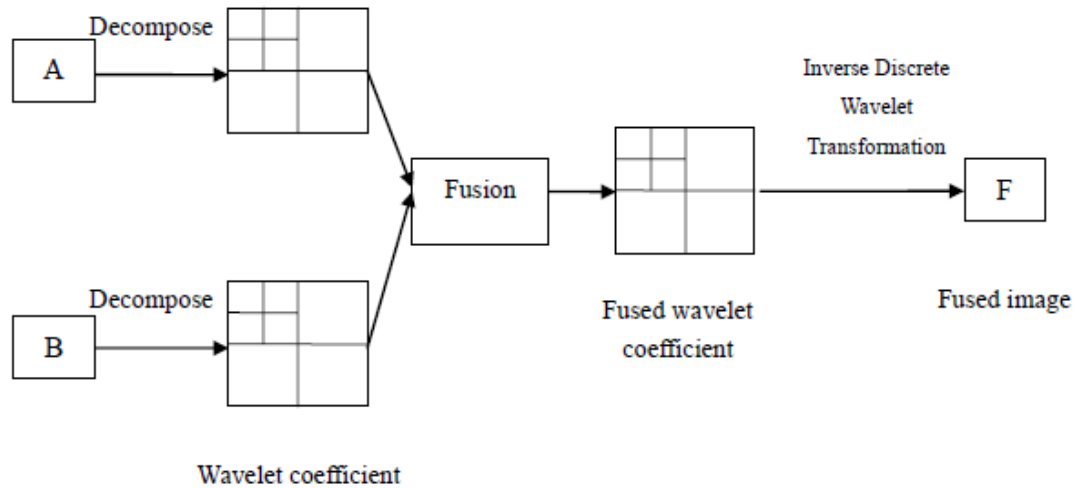 Decompose
A
Inverse Discrete
Wavelet
Transformation
Fusion
F
Decompose
B
Fused wavelet
coefficient
Fused image
Wavelet coefficient